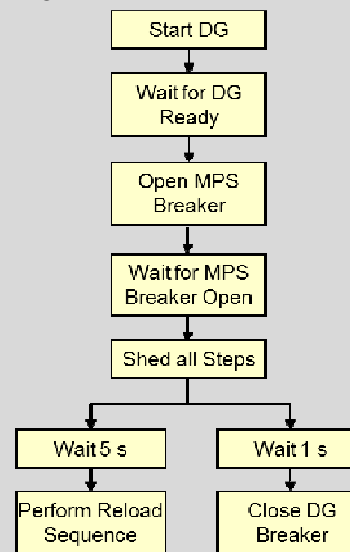 Start DG
Wait for DG
Ready
Open MPS
Breaker
Wait for MPS
Breaker Open
Shed all Steps
Wait 5 s
Wait 1 s
Perform Reload
Sequence
Close DG
Breaker